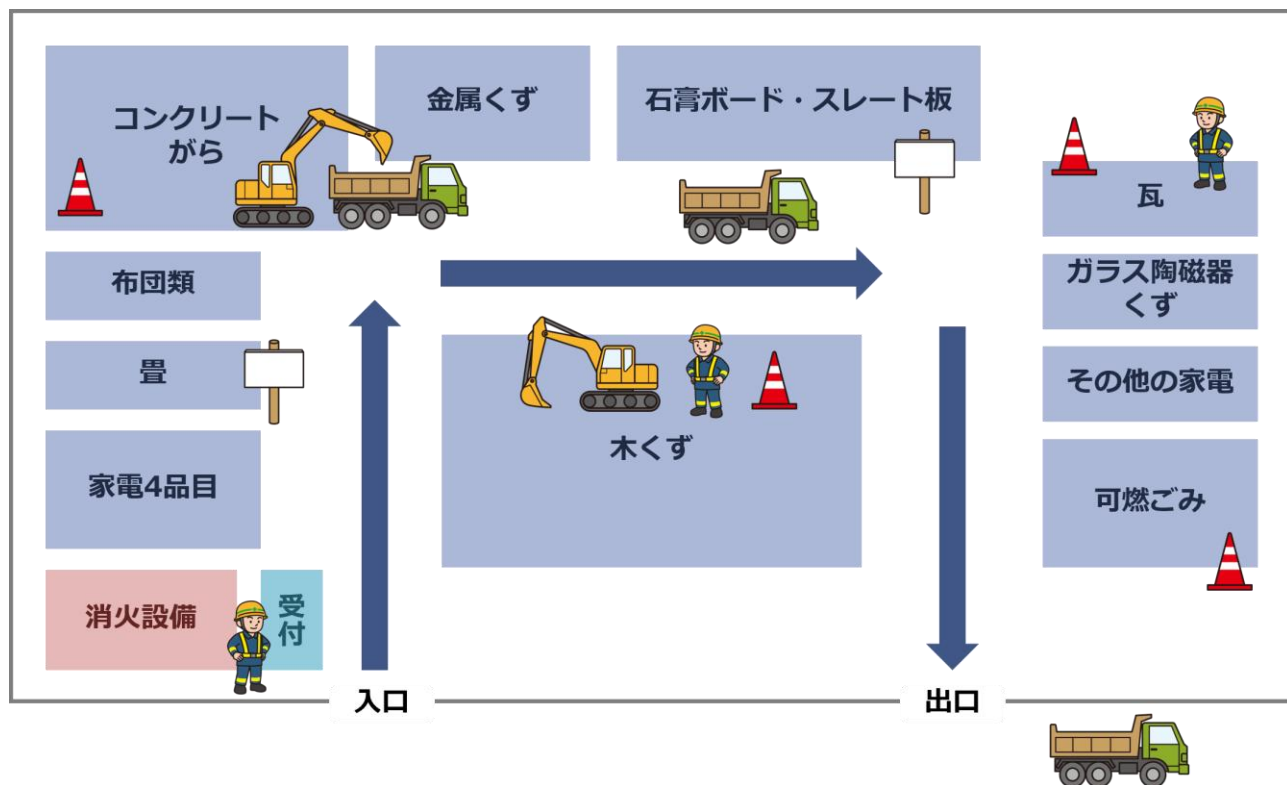 コンクリート
がら
金属くず
石膏ボード・スレート板
瓦
布団類
ガラス陶磁器
くず
畳
その他の家電
木くず
家電4品目
可燃ごみ
消火設備
受
付
入口
出口